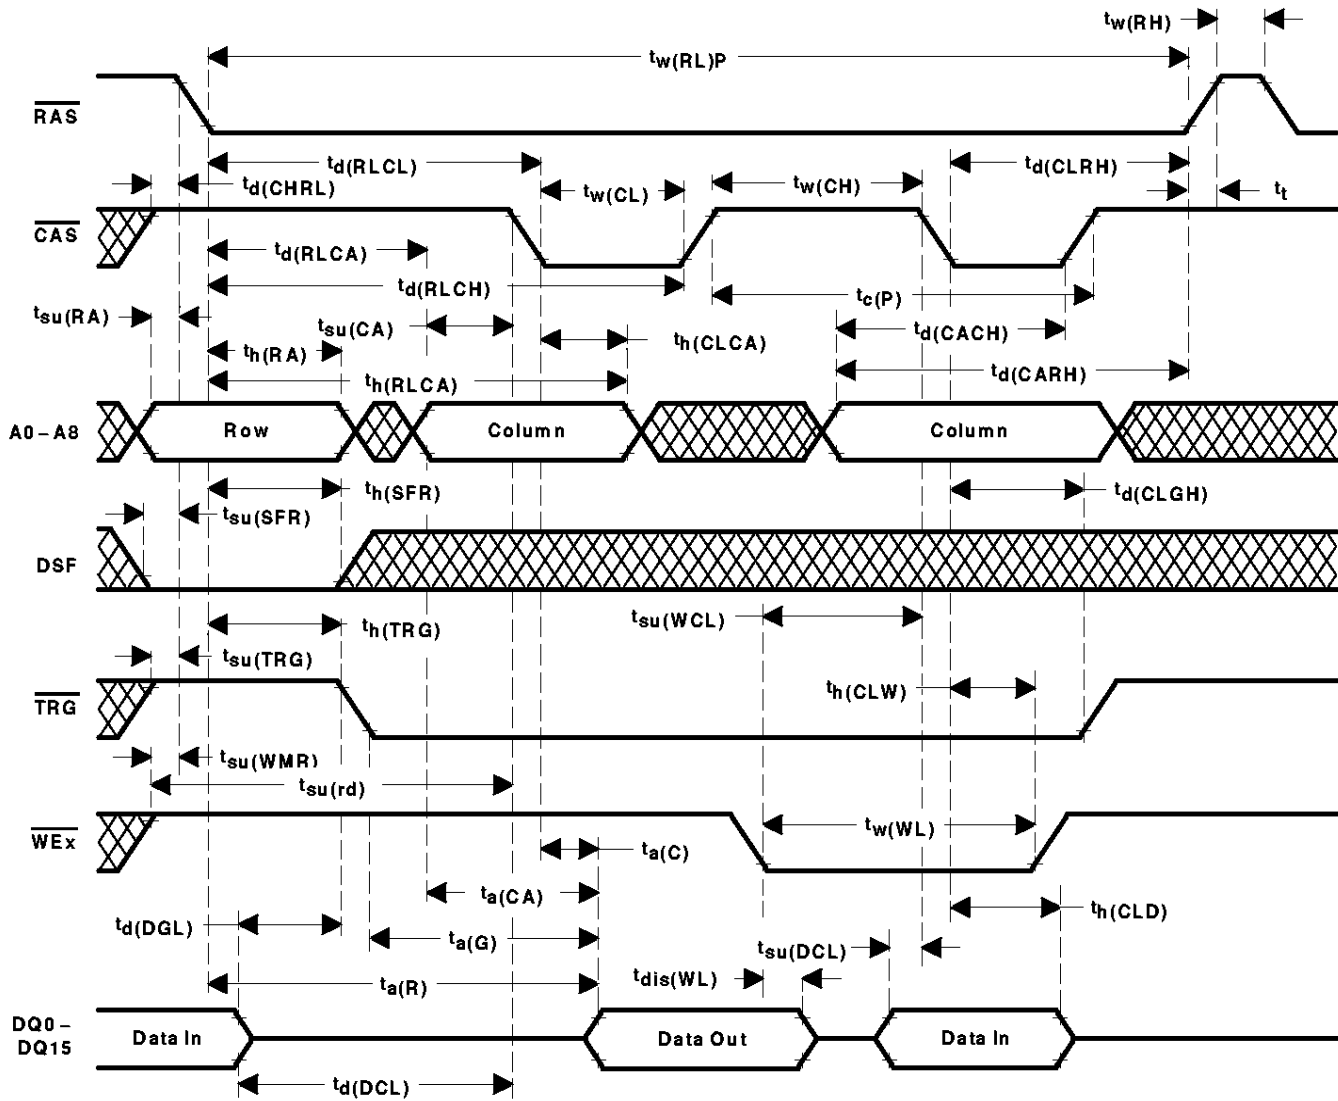 tw(RH)
tw(RL)P
RAS
td(RLCL)
td(CLRH)
td(CHRL)
tw(CL)
tw(CH)
tt
CAS
td(RLCA)
td(RLCH)
tc(P)
tsu(RA)
tsu(CA)
td(CACH)
th(RA)
th(CLCA)
th(RLCA)
td(CARH)
A0–A8
Row
Column
Column
th(SFR)
td(CLGH)
tsu(SFR)
DSF
th(TRG)
tsu(WCL)
tsu(TRG)
th(CLW)
TRG
tsu(WMR)
tsu(rd)
WEx
tw(WL)
ta(C)
ta(CA)
th(CLD)
td(DGL)
ta(G)
tsu(DCL)
ta(R)
tdis(WL)
DQ0–
DQ15
Data In
Data Out
Data In
td(DCL)